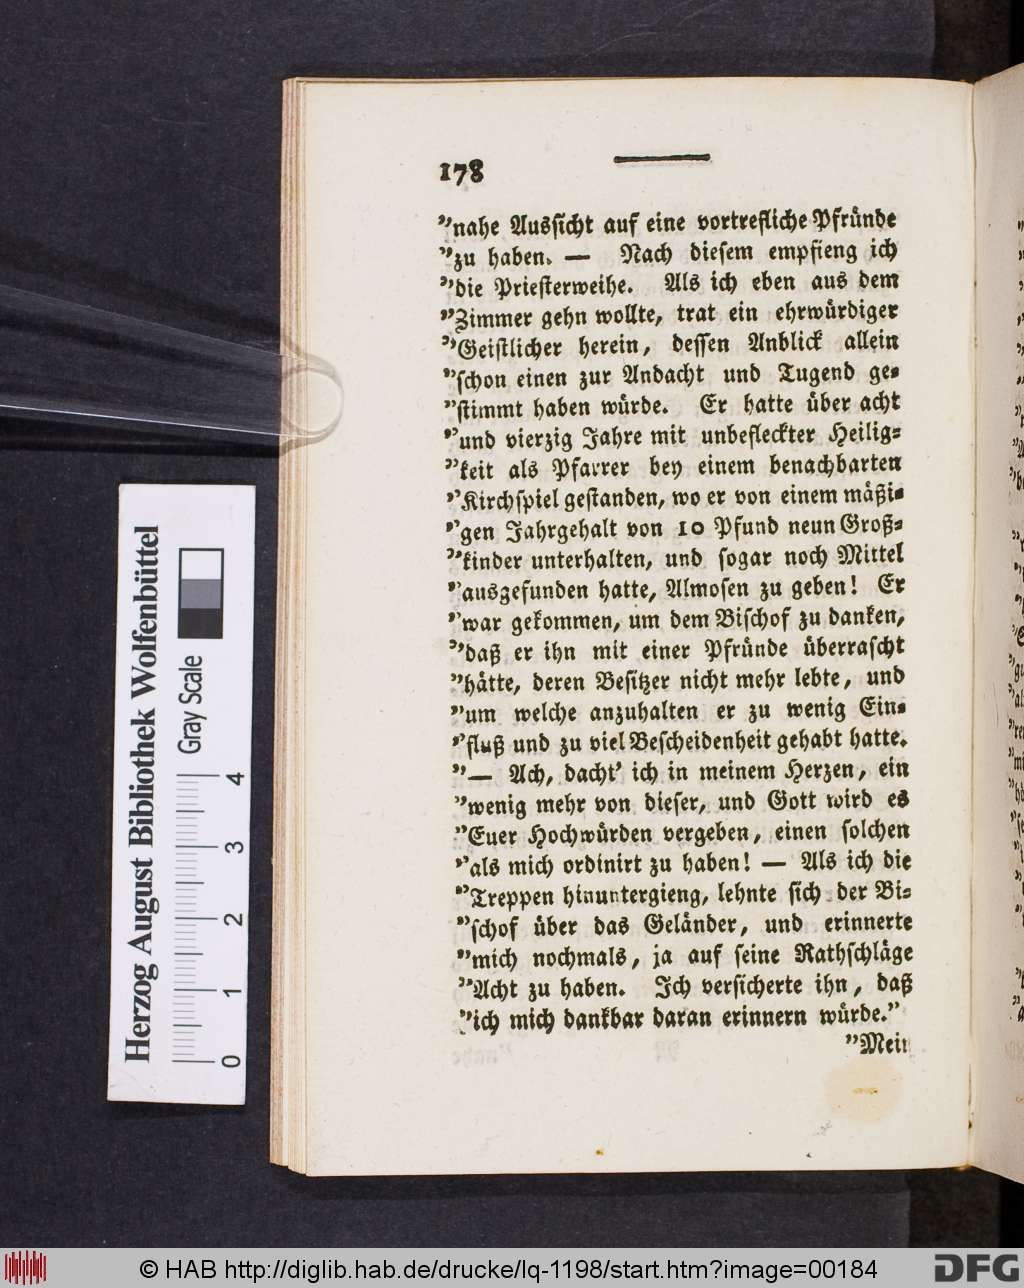 178
"nahe Aussicht auf eine vortrefliche Pfründe
"zu haben. — Nach diesem empfieng ich
"die Priesterweihe. Als ich eben aus dem
"Zimmer gehn wollte, trat ein ehrwürdiger
"Geistlicher herein, dessen Anblick allein
"schon einen zur Andacht und Tugend ge=
"stimmt haben würde. Er hatte über acht
"und vierzig Jahre mit unbefleckter Heilig=
"keit als Pfarrer bey einem benachbarten
"Kirchspiel gestanden, wo er von einem mäßi=
"gen Jahrgehalt von 10 Pfund neun Groß=
"kinder unterhalten, und sogar noch Mittel
"ausgefunden hatte, Almosen zu geben! Er
"war gekommen, um dem Bischof zu danken,
"daß er ihn mit einer Pfründe überrascht
"hätte, deren Besitzer nicht mehr lebte, und
"um welche anzuhalten er zu wenig Ein=
"fluß und zu viel Bescheidenheit gehabt hatte.
"— Ach, dacht' ich in meinem Herzen, ein
"wenig mehr von dieser, und Gott wird es
"Euer Hochwürden vergeben, einen solchen
"als mich ordinirt zu haben! — Als ich die
"Treppen hinuntergieng, lehnte sich der Bi=
"schof über das Geländer, und erinnerte
"mich nochmals, ja auf seine Rathschläge
"Acht zu haben. Ich versicherte ihn, daß
"ich mich dankbar daran erinnern würde."
"Mein
Herzog August Bibliothek Wolfenbüttel
Gray Scale
0 1 2 3 4
© HAB http://diglib.hab.de/drucke/lq-1198/start.htm?image=00184
DFG